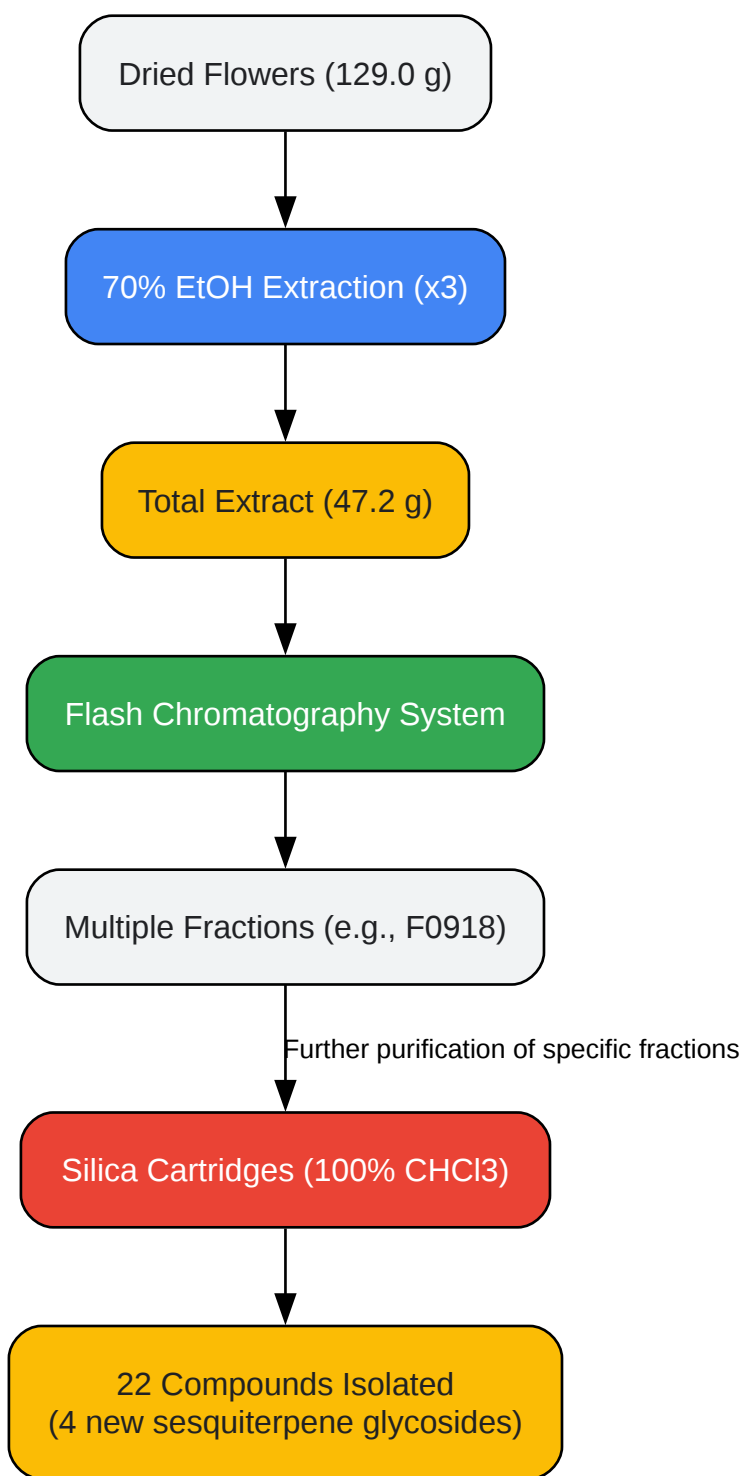 Dried Flowers (129.0 g)
70% EtOH Extraction (x3)
Total Extract (47.2 g)
Flash Chromatography System
Multiple Fractions (e.g., F0918)
Further purification of specific fractions
Silica Cartridges (100% CHCl3)
22 Compounds Isolated
(4 new sesquiterpene glycosides)